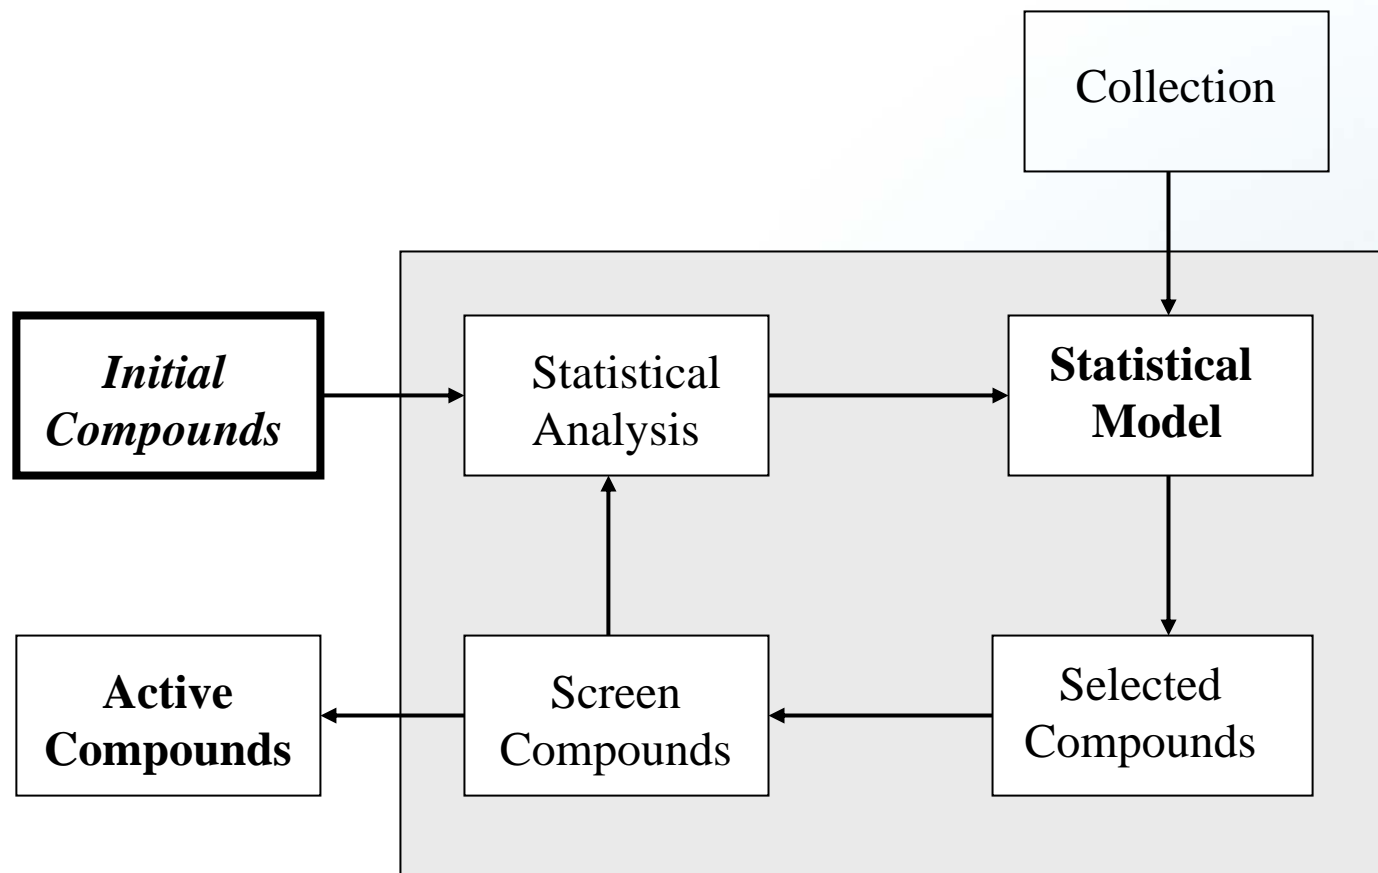 Collection
Initial
Compounds
Statistical
Analysis
Statistical
Model
Active
Compounds
Screen
Compounds
Selected
Compounds